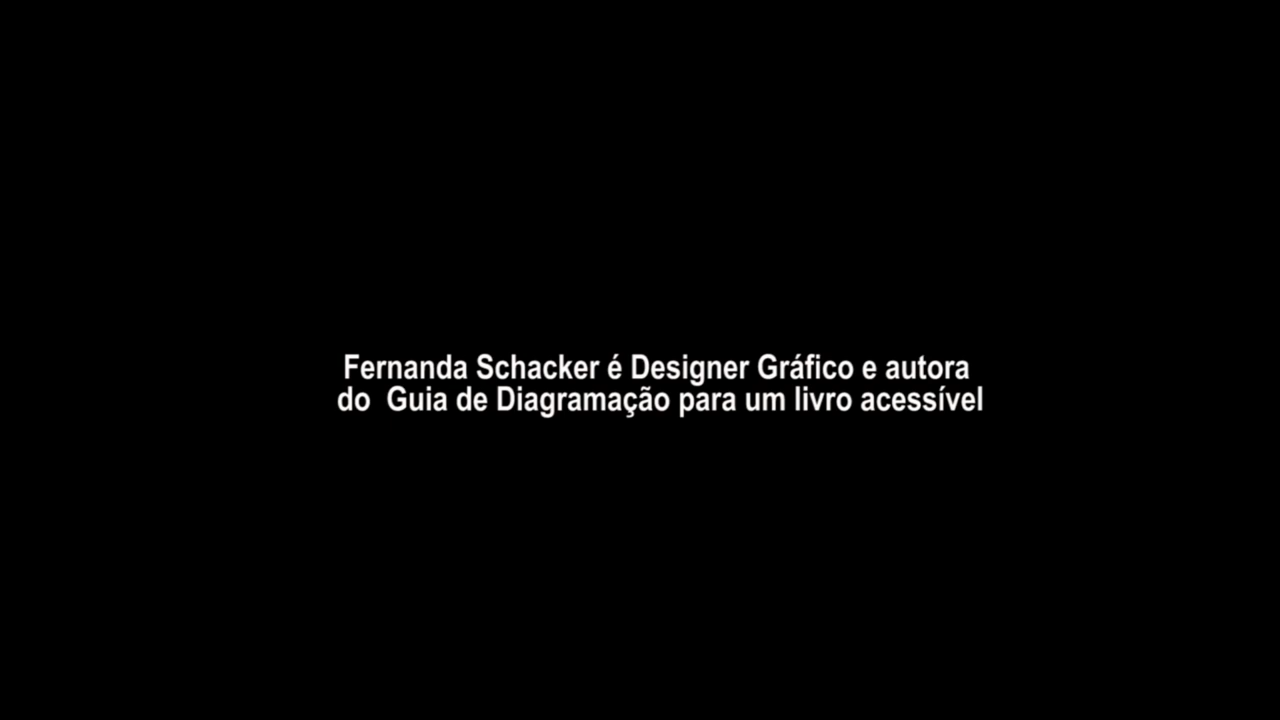 Fernanda Schacker é Designer Gráfico e autora
do  Guia de Diagramação para um livro acessível